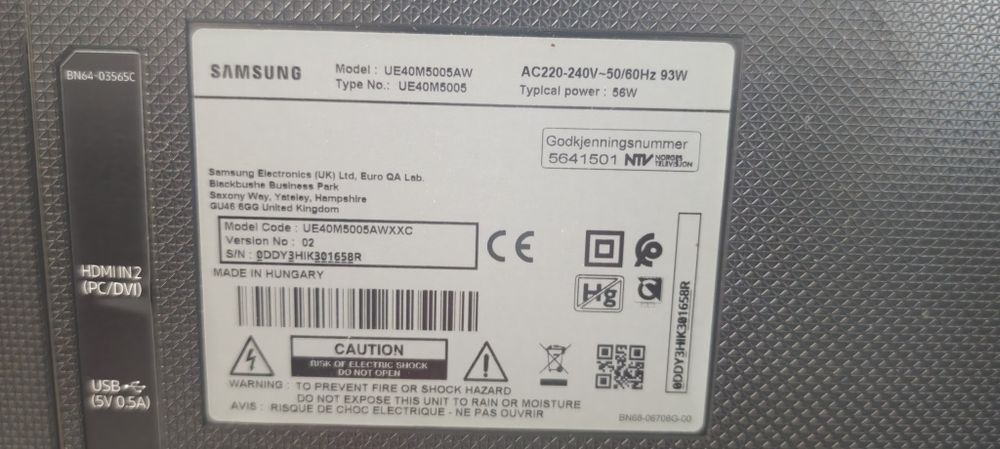 BN64-03565C
HDMI IN 2
(PC/DVI)
USB
(5V 0.5A)
SAMSUNG
Model : UE40M5005AW
Type No.: UE40M5005
AC220-240V~50/60Hz 93W
Typical power : 56W
Godkjenningsnummer
5641501 NTV NORGES TELEVISJON
Samsung Electronics (UK) Ltd, Euro QA Lab.
Blackbushe Business Park
Saxony Way, Yateley, Hampshire
GU46 6GG United Kingdom
Model Code : UE40M5005AWXXC
Version No : 02
S/N : 0DDY3HIK301658R
MADE IN HUNGARY
CE
Hg
0DDY3HIK301658R
CAUTION
RISK OF ELECTRIC SHOCK
DO NOT OPEN
WARNING : TO PREVENT FIRE OR SHOCK HAZARD
DO NOT EXPOSE THIS UNIT TO RAIN OR MOISTURE
AVIS : RISQUE DE CHOC ELECTRIQUE - NE PAS OUVRIR
BN68-06708G-00